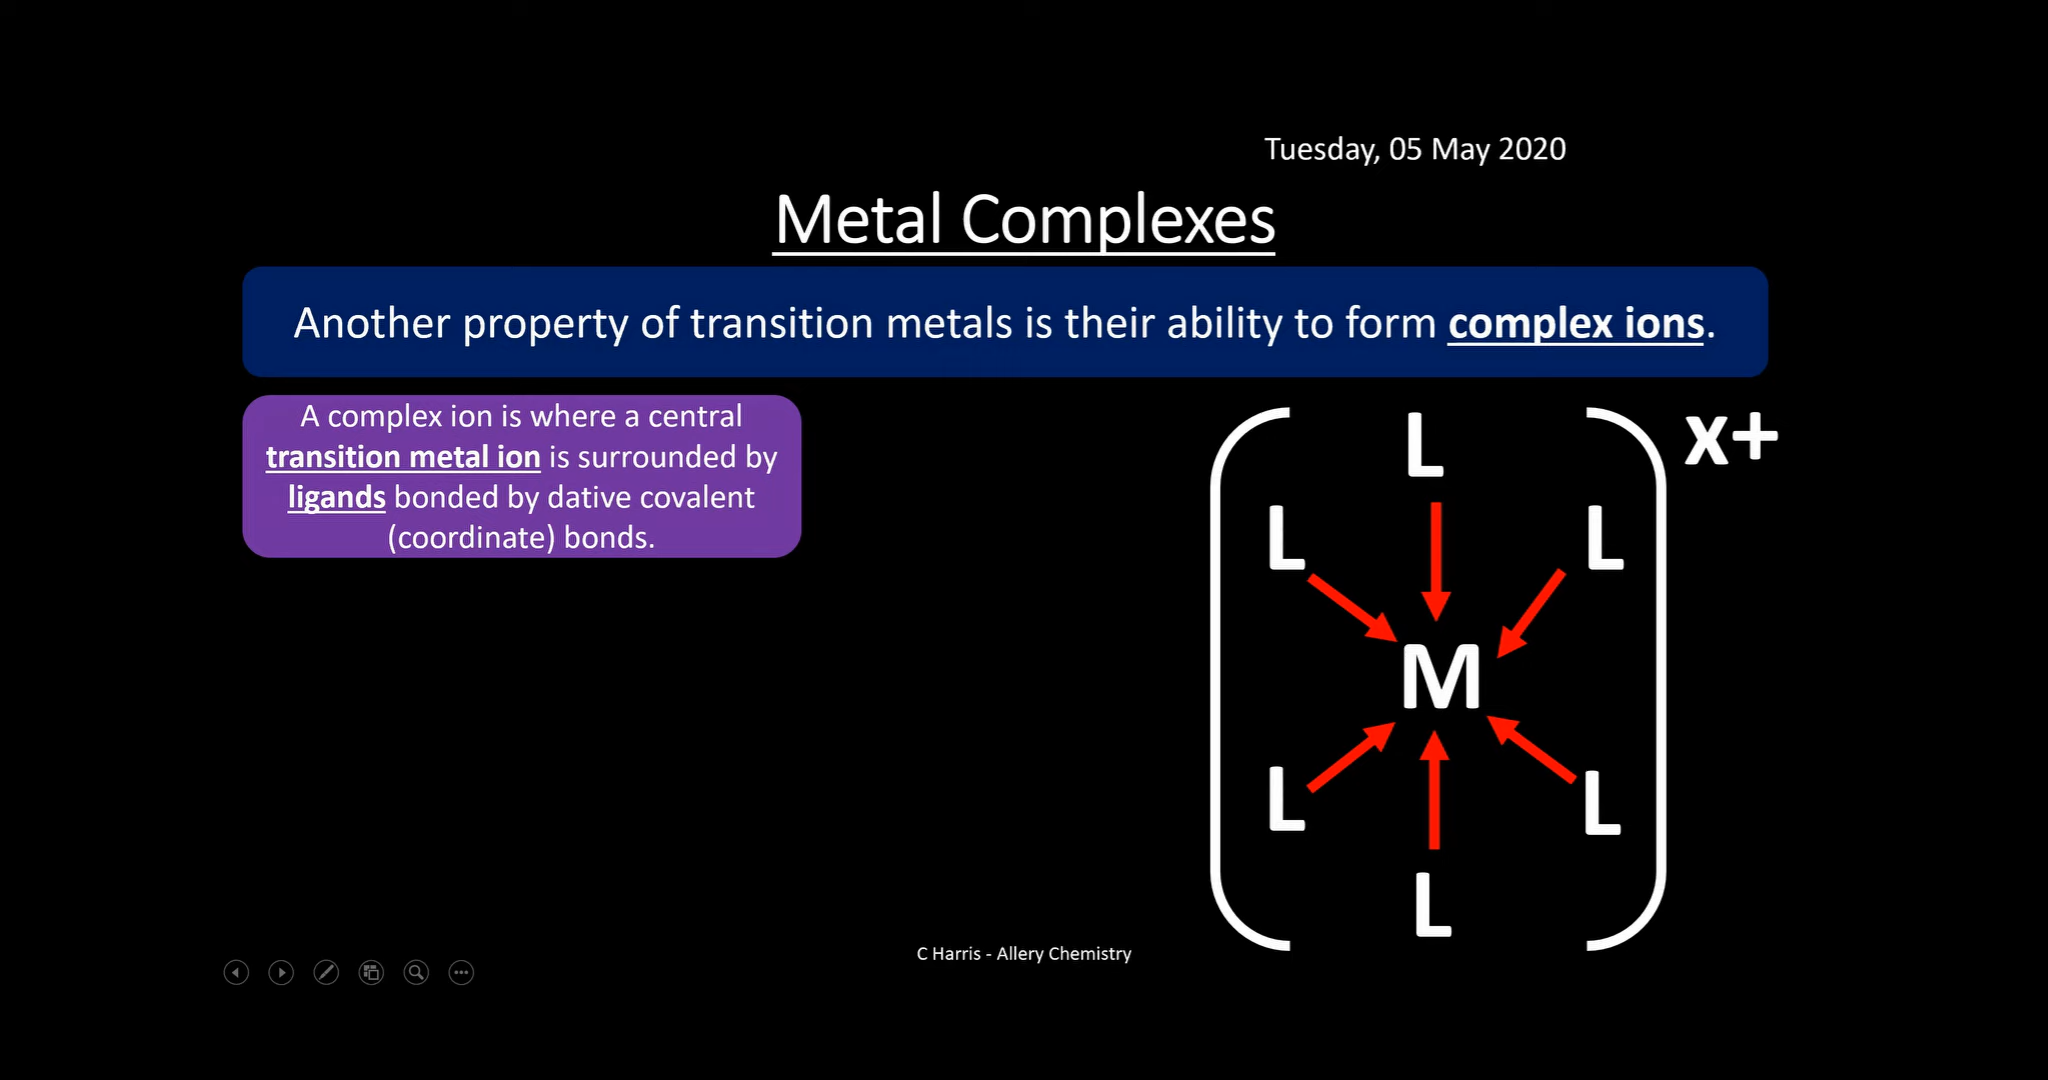 Tuesday, 05 May 2020
Metal Complexes
Another property of transition metals is their ability to form complex ions.
A complex ion is where a central
transition metal ion is surrounded by
ligands bonded by dative covalent
(coordinate) bonds.
L
x+
L
L
M
L
L
L
C Harris - Allery Chemistry